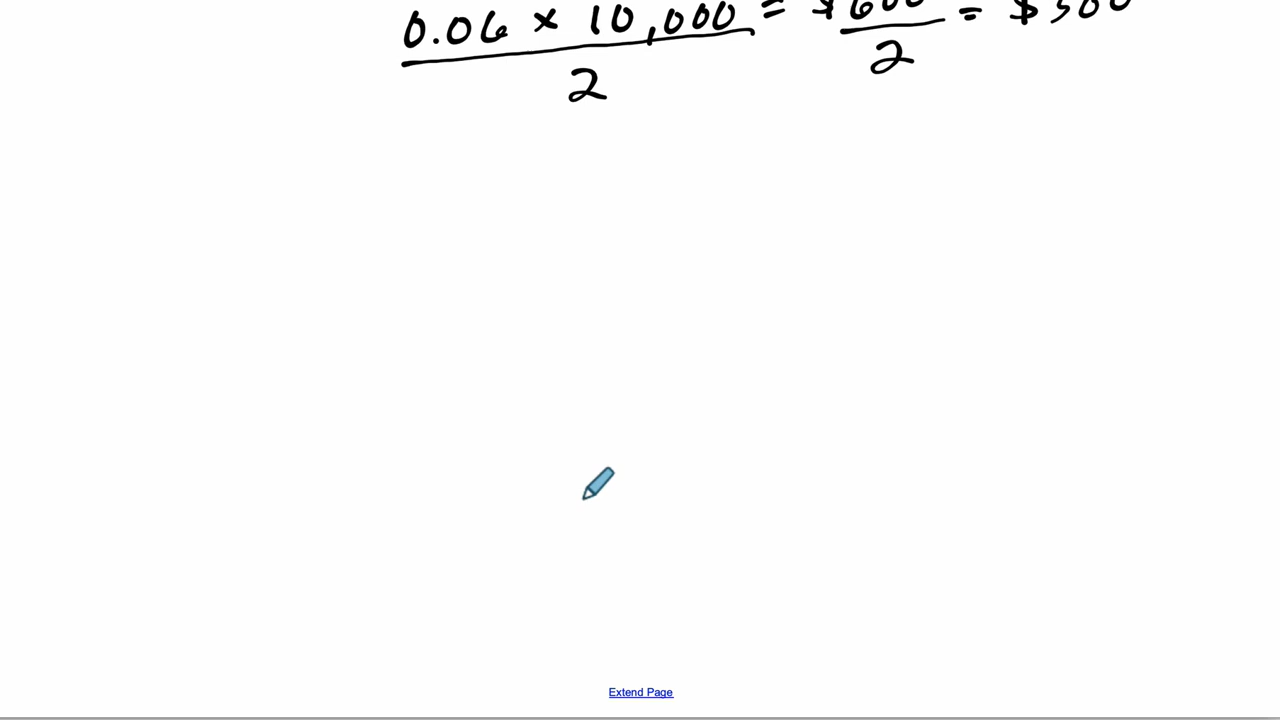 0.06 × 10,000 = $600 = $300
2 2
Extend Page